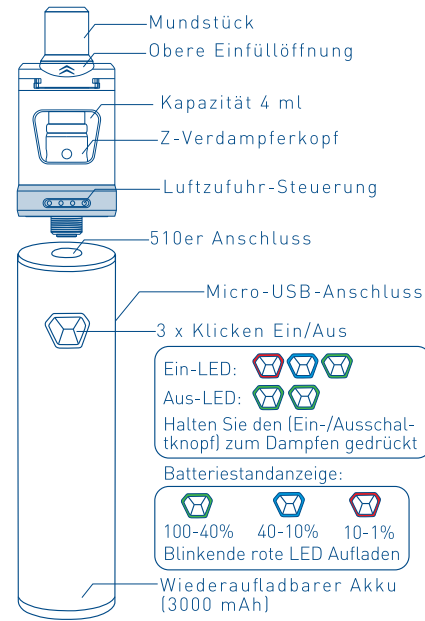 Mundstück
Obere Einfüllöffnung
Kapazität 4 ml
Z-Verdampferkopf
Luftzufuhr-Steuerung
510er Anschluss
Micro-USB-Anschluss
3 x Klicken Ein/Aus
Ein-LED:
Aus-LED:
Halten Sie den (Ein-/Ausschal-
tknopf) zum Dampfen gedrückt
Batteriestandanzeige:
100-40% 40-10% 10-1%
Blinkende rote LED Aufladen
Wiederaufladbarer Akku
(3000 mAh)